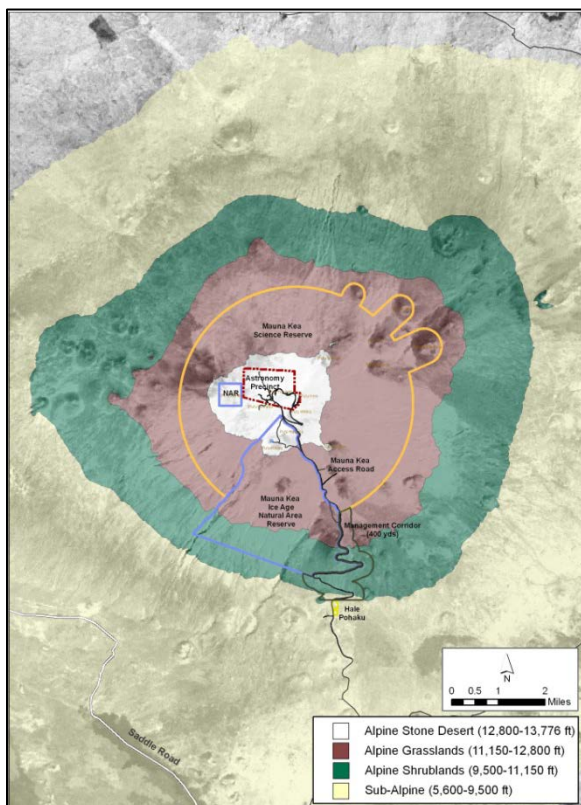 Mauna Kea
Science Reserve
NAR
Astronomy
Precinct
Mauna Kea
Access Road
Mauna Kea
Ice Age
Natural Area
Reserve
Management Corridor
(400 yds)
Hale
Pohaku
Saddle Road
N
0 0.5 1 2
Miles
Alpine Stone Desert (12,800-13,776 ft)
Alpine Grasslands (11,150-12,800 ft)
Alpine Shrublands (9,500-11,150 ft)
Sub-Alpine (5,600-9,500 ft)